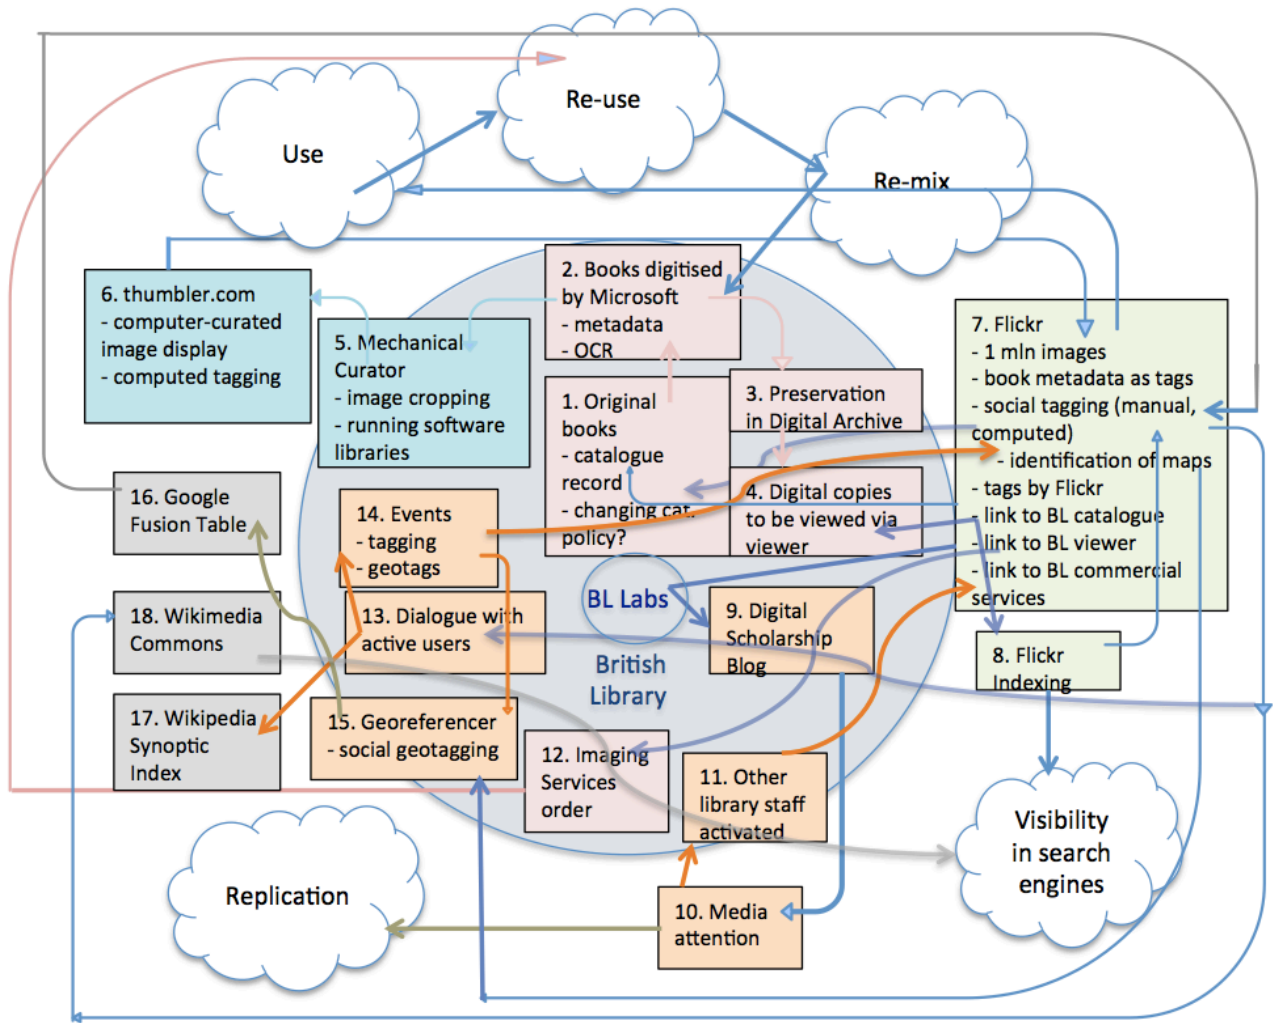 Re-use
Use
Re-mix
6. thumbler.com
- computer-curated
image display
- computed tagging
5. Mechanical
Curator
- image cropping
- running software
libraries
2. Books digitised
by Microsoft
- metadata
- OCR
1. Original
books
- catalogue
record
- changing cat.
policy?
3. Preservation
in Digital Archive
4. Digital copies
to be viewed via
viewer
7. Flickr
- 1 mln images
- book metadata as tags
- social tagging (manual,
computed)
- identification of maps
- tags by Flickr
- link to BL catalogue
- link to BL viewer
- link to BL commercial
services
8. Flickr
Indexing
16. Google
Fusion Table
14. Events
- tagging
- geotags
18. Wikimedia
Commons
13. Dialogue with
active users
BL Labs
British
Library
9. Digital
Scholarship
Blog
17. Wikipedia
Synoptic
Index
15. Georeferencer
- social geotagging
12. Imaging
Services
order
11. Other
library staff
activated
10. Media
attention
Replication
Visibility
in search
engines